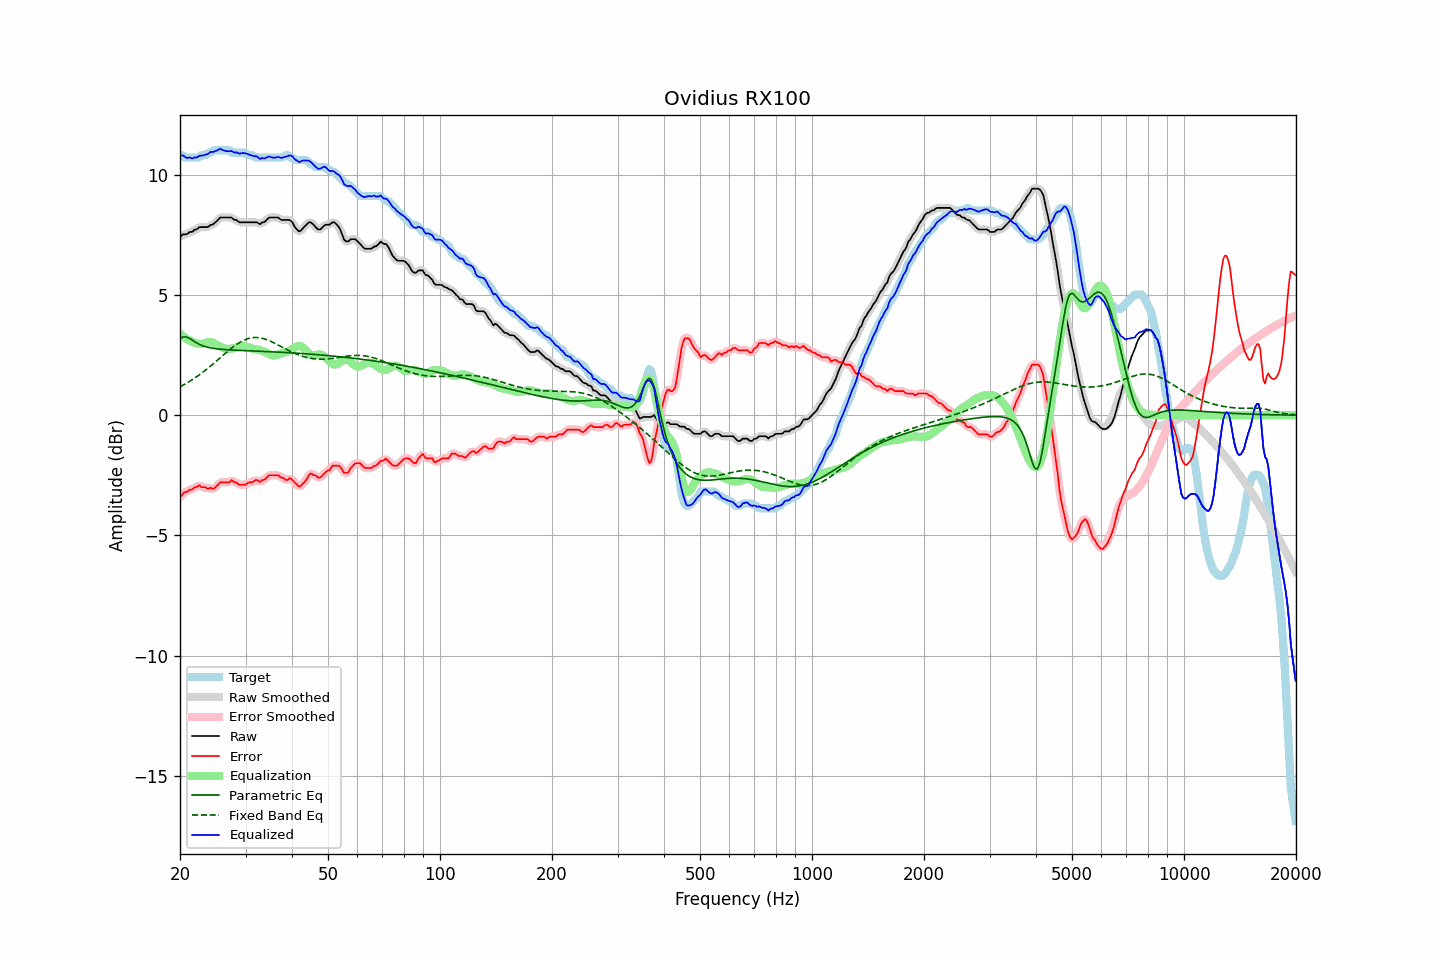 Ovidius RX100
Amplitude (dBr)
10
5
0
−5
−10
−15
Target
Raw Smoothed
Error Smoothed
Raw
Error
Equalization
Parametric Eq
Fixed Band Eq
Equalized
20 50 100 200 500 1000 2000 5000 10000 20000
Frequency (Hz)